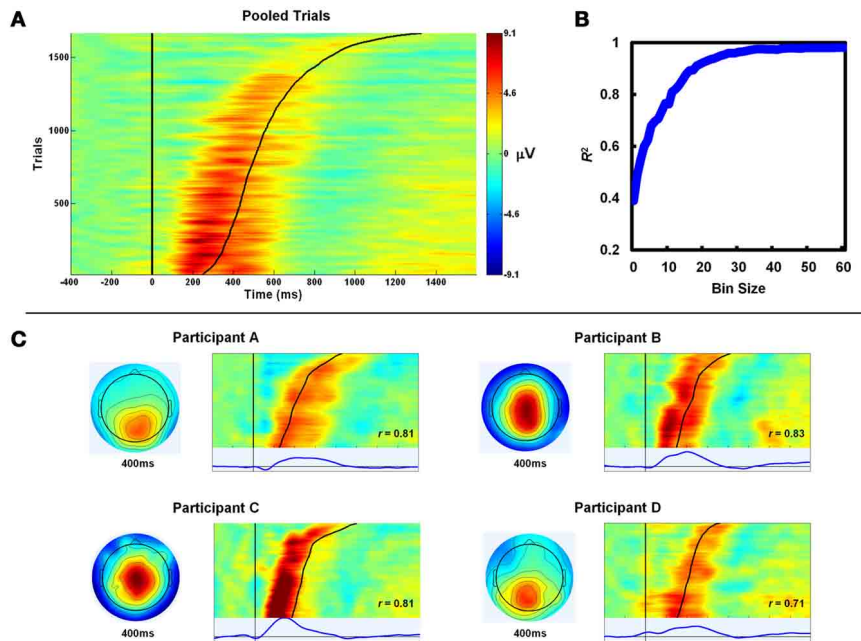 A
Pooled Trials
1500
1000
500
Trials
-400 -200 0 200 400 600 800 1000 1200 1400
Time (ms)
9.1
4.6
0
-4.6
-9.1
μV
B
1
0.8
0.6
0.4
0.2
R²
0 10 20 30 40 50 60
Bin Size
C
Participant A
400ms
r = 0.81
Participant B
400ms
r = 0.83
Participant C
400ms
r = 0.81
Participant D
400ms
r = 0.71